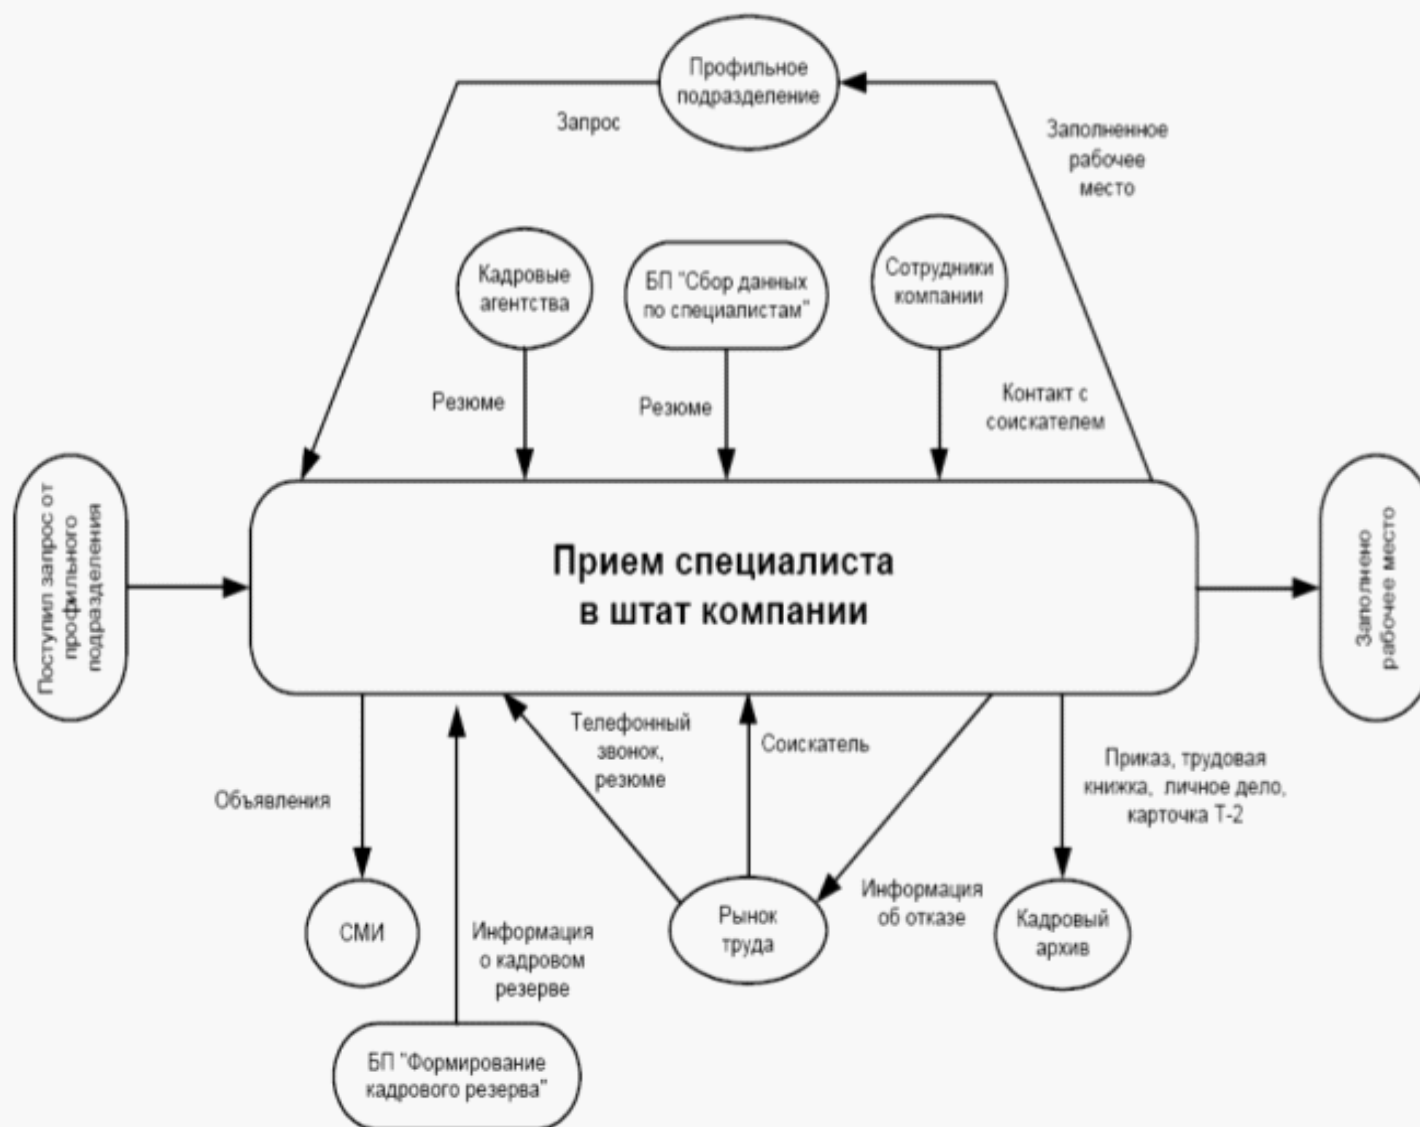 Профильное
подразделение
Запрос
Заполненное
рабочее
место
Кадровые
агентства
БП "Сбор данных
по специалистам"
Сотрудники
компании
Резюме
Резюме
Контакт с
соискателем
Поступил запрос от
профильного
подразделения
Прием специалиста
в штат компании
Заполнено
рабочее место
Телефонный
звонок,
резюме
Соискатель
Приказ, трудовая
книжка, личное дело,
карточка Т-2
Объявления
СМИ
Информация
о кадровом
резерве
Рынок
труда
Информация
об отказе
Кадровый
архив
БП "Формирование
кадрового резерва"